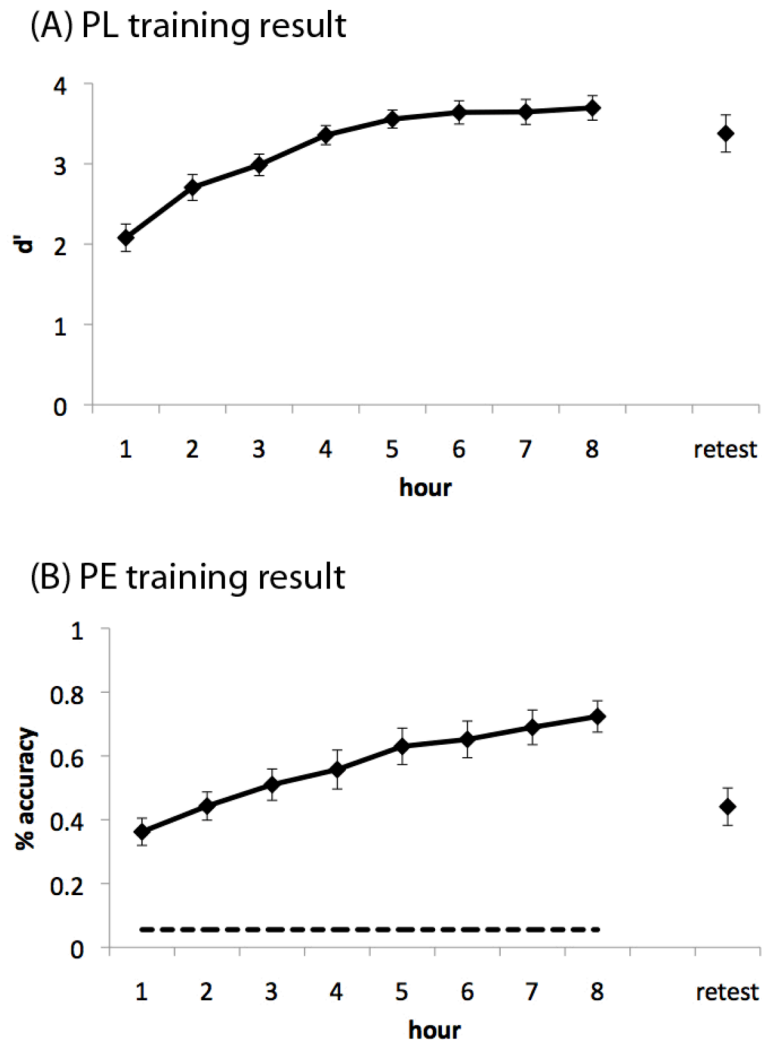 (A) PL training result
4
3
2
1
0
d'
1 2 3 4 5 6 7 8 retest
hour
(B) PE training result
1
0.8
0.6
0.4
0.2
0
% accuracy
1 2 3 4 5 6 7 8 retest
hour